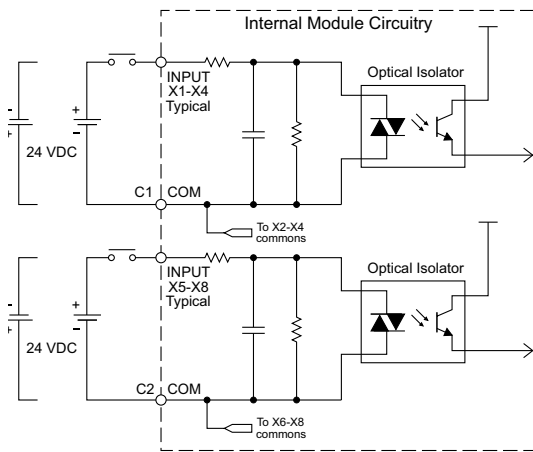 Internal Module Circuitry
INPUT
X1-X4
Typical
Optical Isolator
-
+
+
-
24 VDC
C1 COM
To X2-X4
commons
INPUT
X5-X8
Typical
Optical Isolator
-
+
+
-
24 VDC
C2 COM
To X6-X8
commons